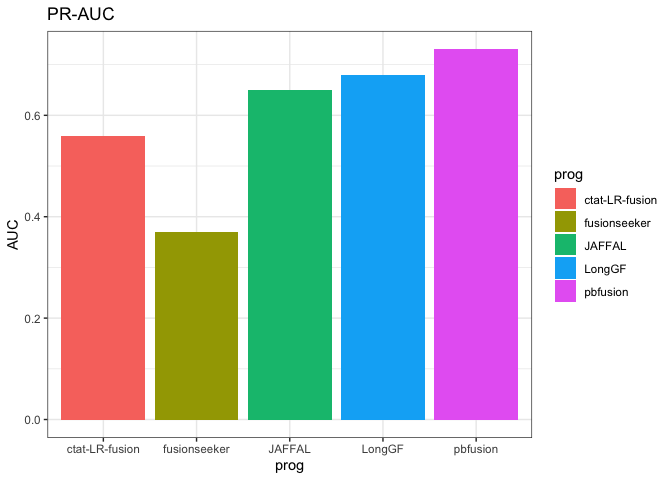 PR-AUC
AUC
0.6
0.4
0.2
0.0
ctat-LR-fusion
fusionseeker
JAFFAL
LongGF
pbfusion
prog
prog
ctat-LR-fusion
fusionseeker
JAFFAL
LongGF
pbfusion